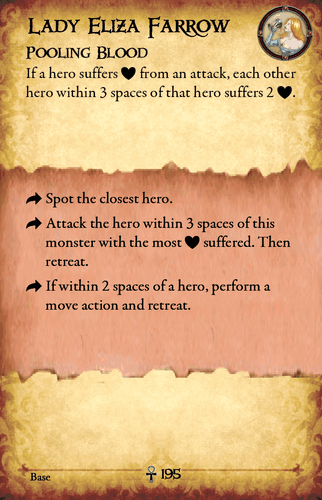 Lady Eliza Farrow
Pooling Blood
If a hero suffers ♥ from an attack, each other
hero within 3 spaces of that hero suffers 2 ♥.
Spot the closest hero.
Attack the hero within 3 spaces of this
monster with the most ♥ suffered. Then
retreat.
If within 2 spaces of a hero, perform a
move action and retreat.
Base
195